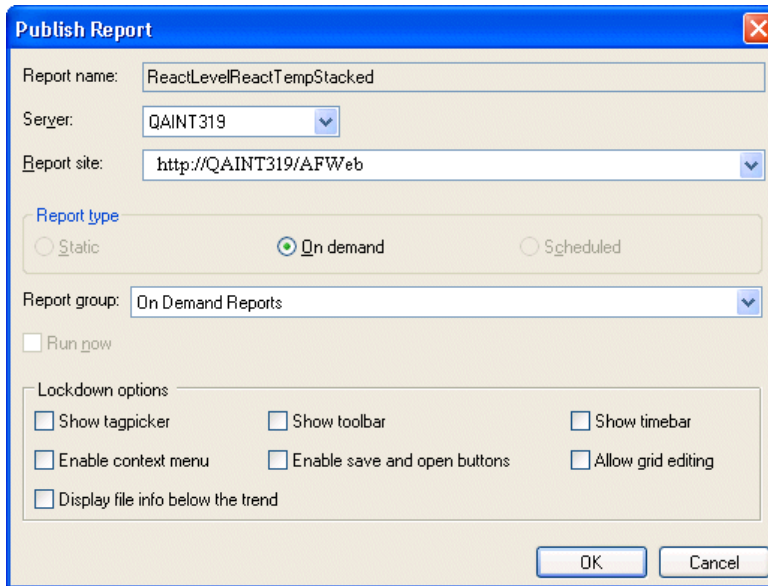 Publish Report
Report name: ReactLevelReactTempStacked
Server: QAINT319
Report site: http://QAINT319/AFWeb
Report type
Static On demand Scheduled
Report group: On Demand Reports
Run now
Lockdown options
Show tagpicker Show toolbar Show timebar
Enable context menu Enable save and open buttons Allow grid editing
Display file info below the trend
OK Cancel